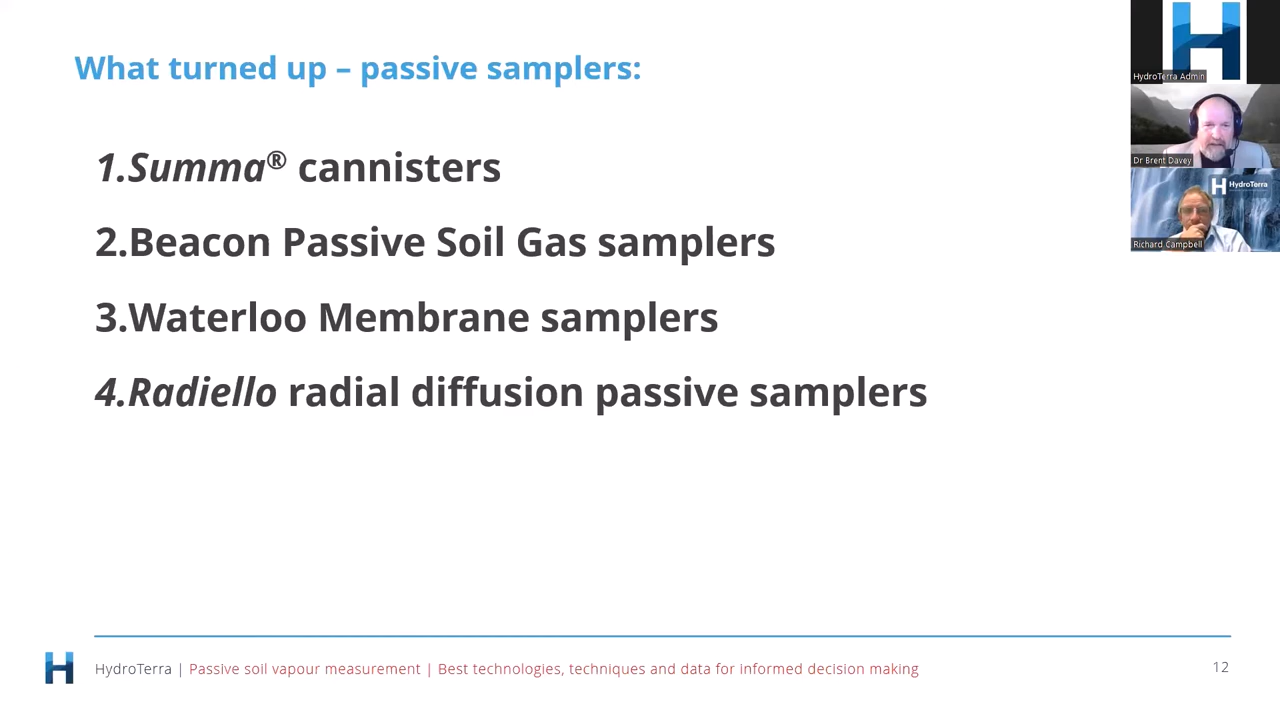 What turned up – passive samplers:
1.Summa® cannisters
2.Beacon Passive Soil Gas samplers
3.Waterloo Membrane samplers
4.Radiello radial diffusion passive samplers
HydroTerra Admin
Dr Brent Davey
HydroTerra
Richard Campbell
HydroTerra | Passive soil vapour measurement | Best technologies, techniques and data for informed decision making
12